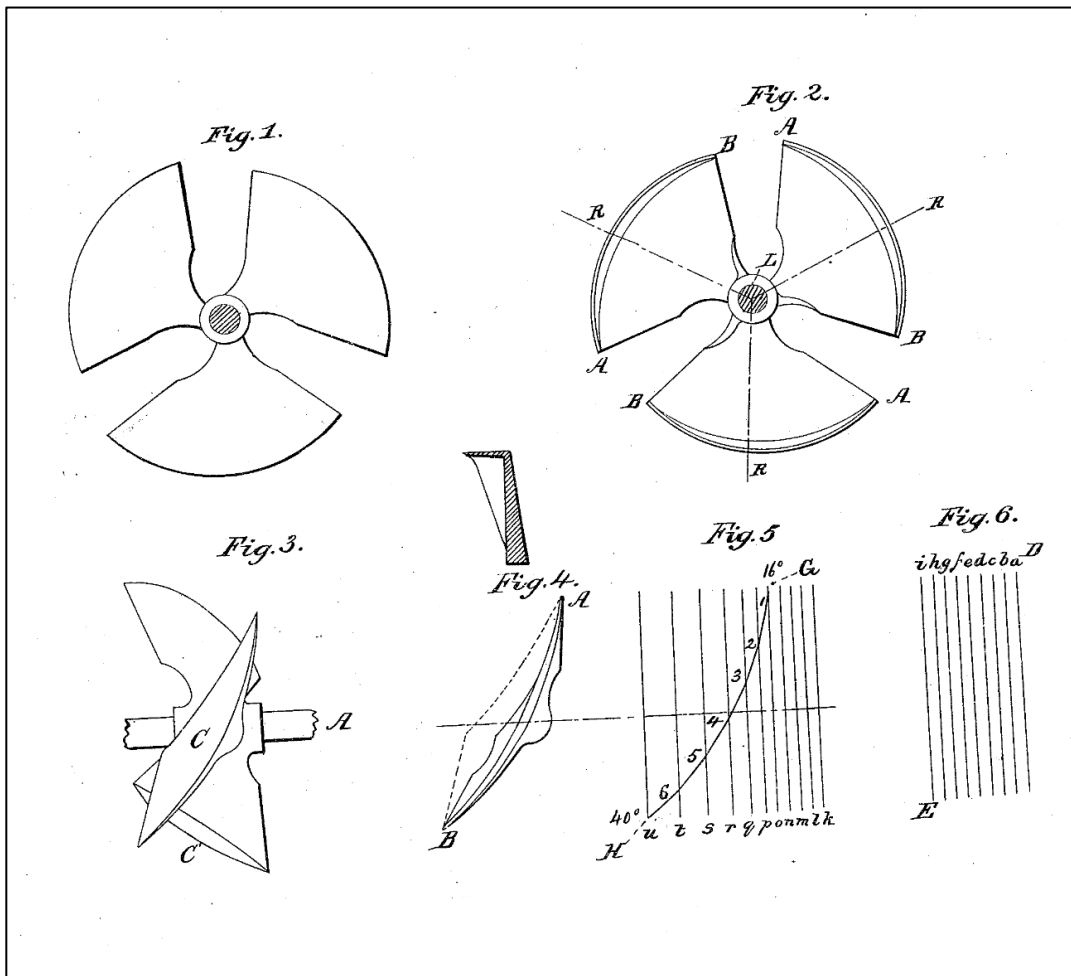 Fig. 1.
Fig. 2.
B
A
R
R
L
A
B
B
A
R
Fig. 3.
C
A
C'
Fig. 4.
A
B
Fig. 5
16° G
1
2
3
4
5
6
40° u t s r q p o n m l k
H
Fig. 6.
i h g f e d c b a D
E